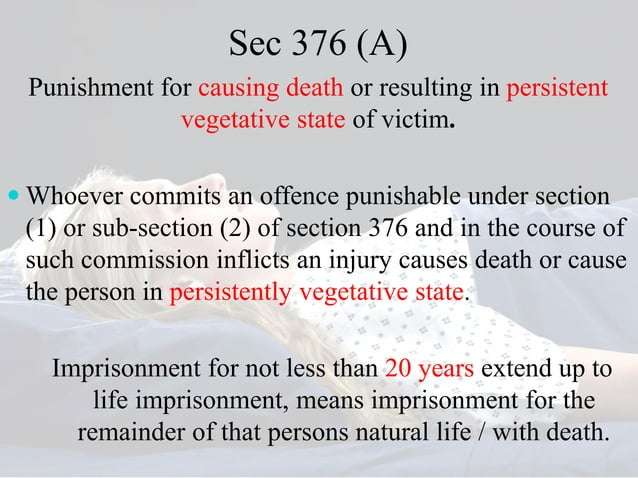 Sec 376 (A)
Punishment for causing death or resulting in persistent
vegetative state of victim.
• Whoever commits an offence punishable under section
(1) or sub-section (2) of section 376 and in the course of
such commission inflicts an injury causes death or cause
the person in persistently vegetative state.
Imprisonment for not less than 20 years extend up to
life imprisonment, means imprisonment for the
remainder of that persons natural life / with death.